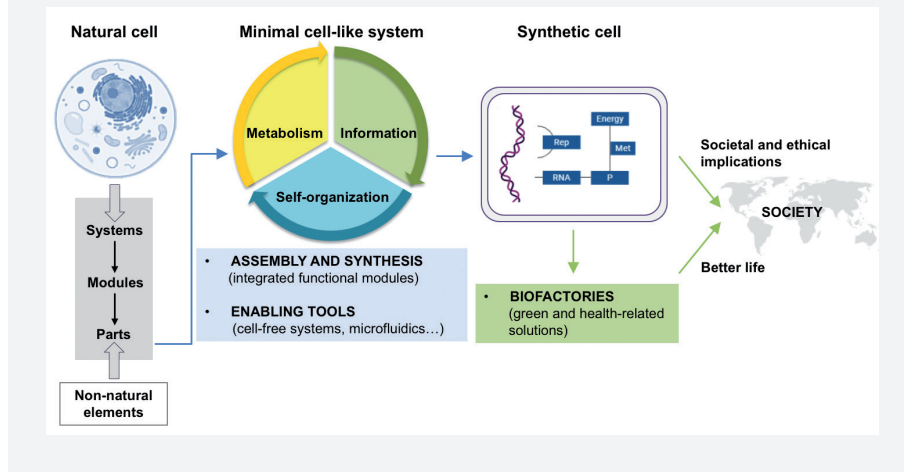 Natural cell
Minimal cell-like system
Synthetic cell
Metabolism
Information
Self-organization
Energy
Rep
Met
RNA
P
Societal and ethical
implications
SOCIETY
Better life
Systems
Modules
Parts
Non-natural
elements
• ASSEMBLY AND SYNTHESIS
(integrated functional modules)
• ENABLING TOOLS
(cell-free systems, microfluidics…)
• BIOFACTORIES
(green and health-related
solutions)